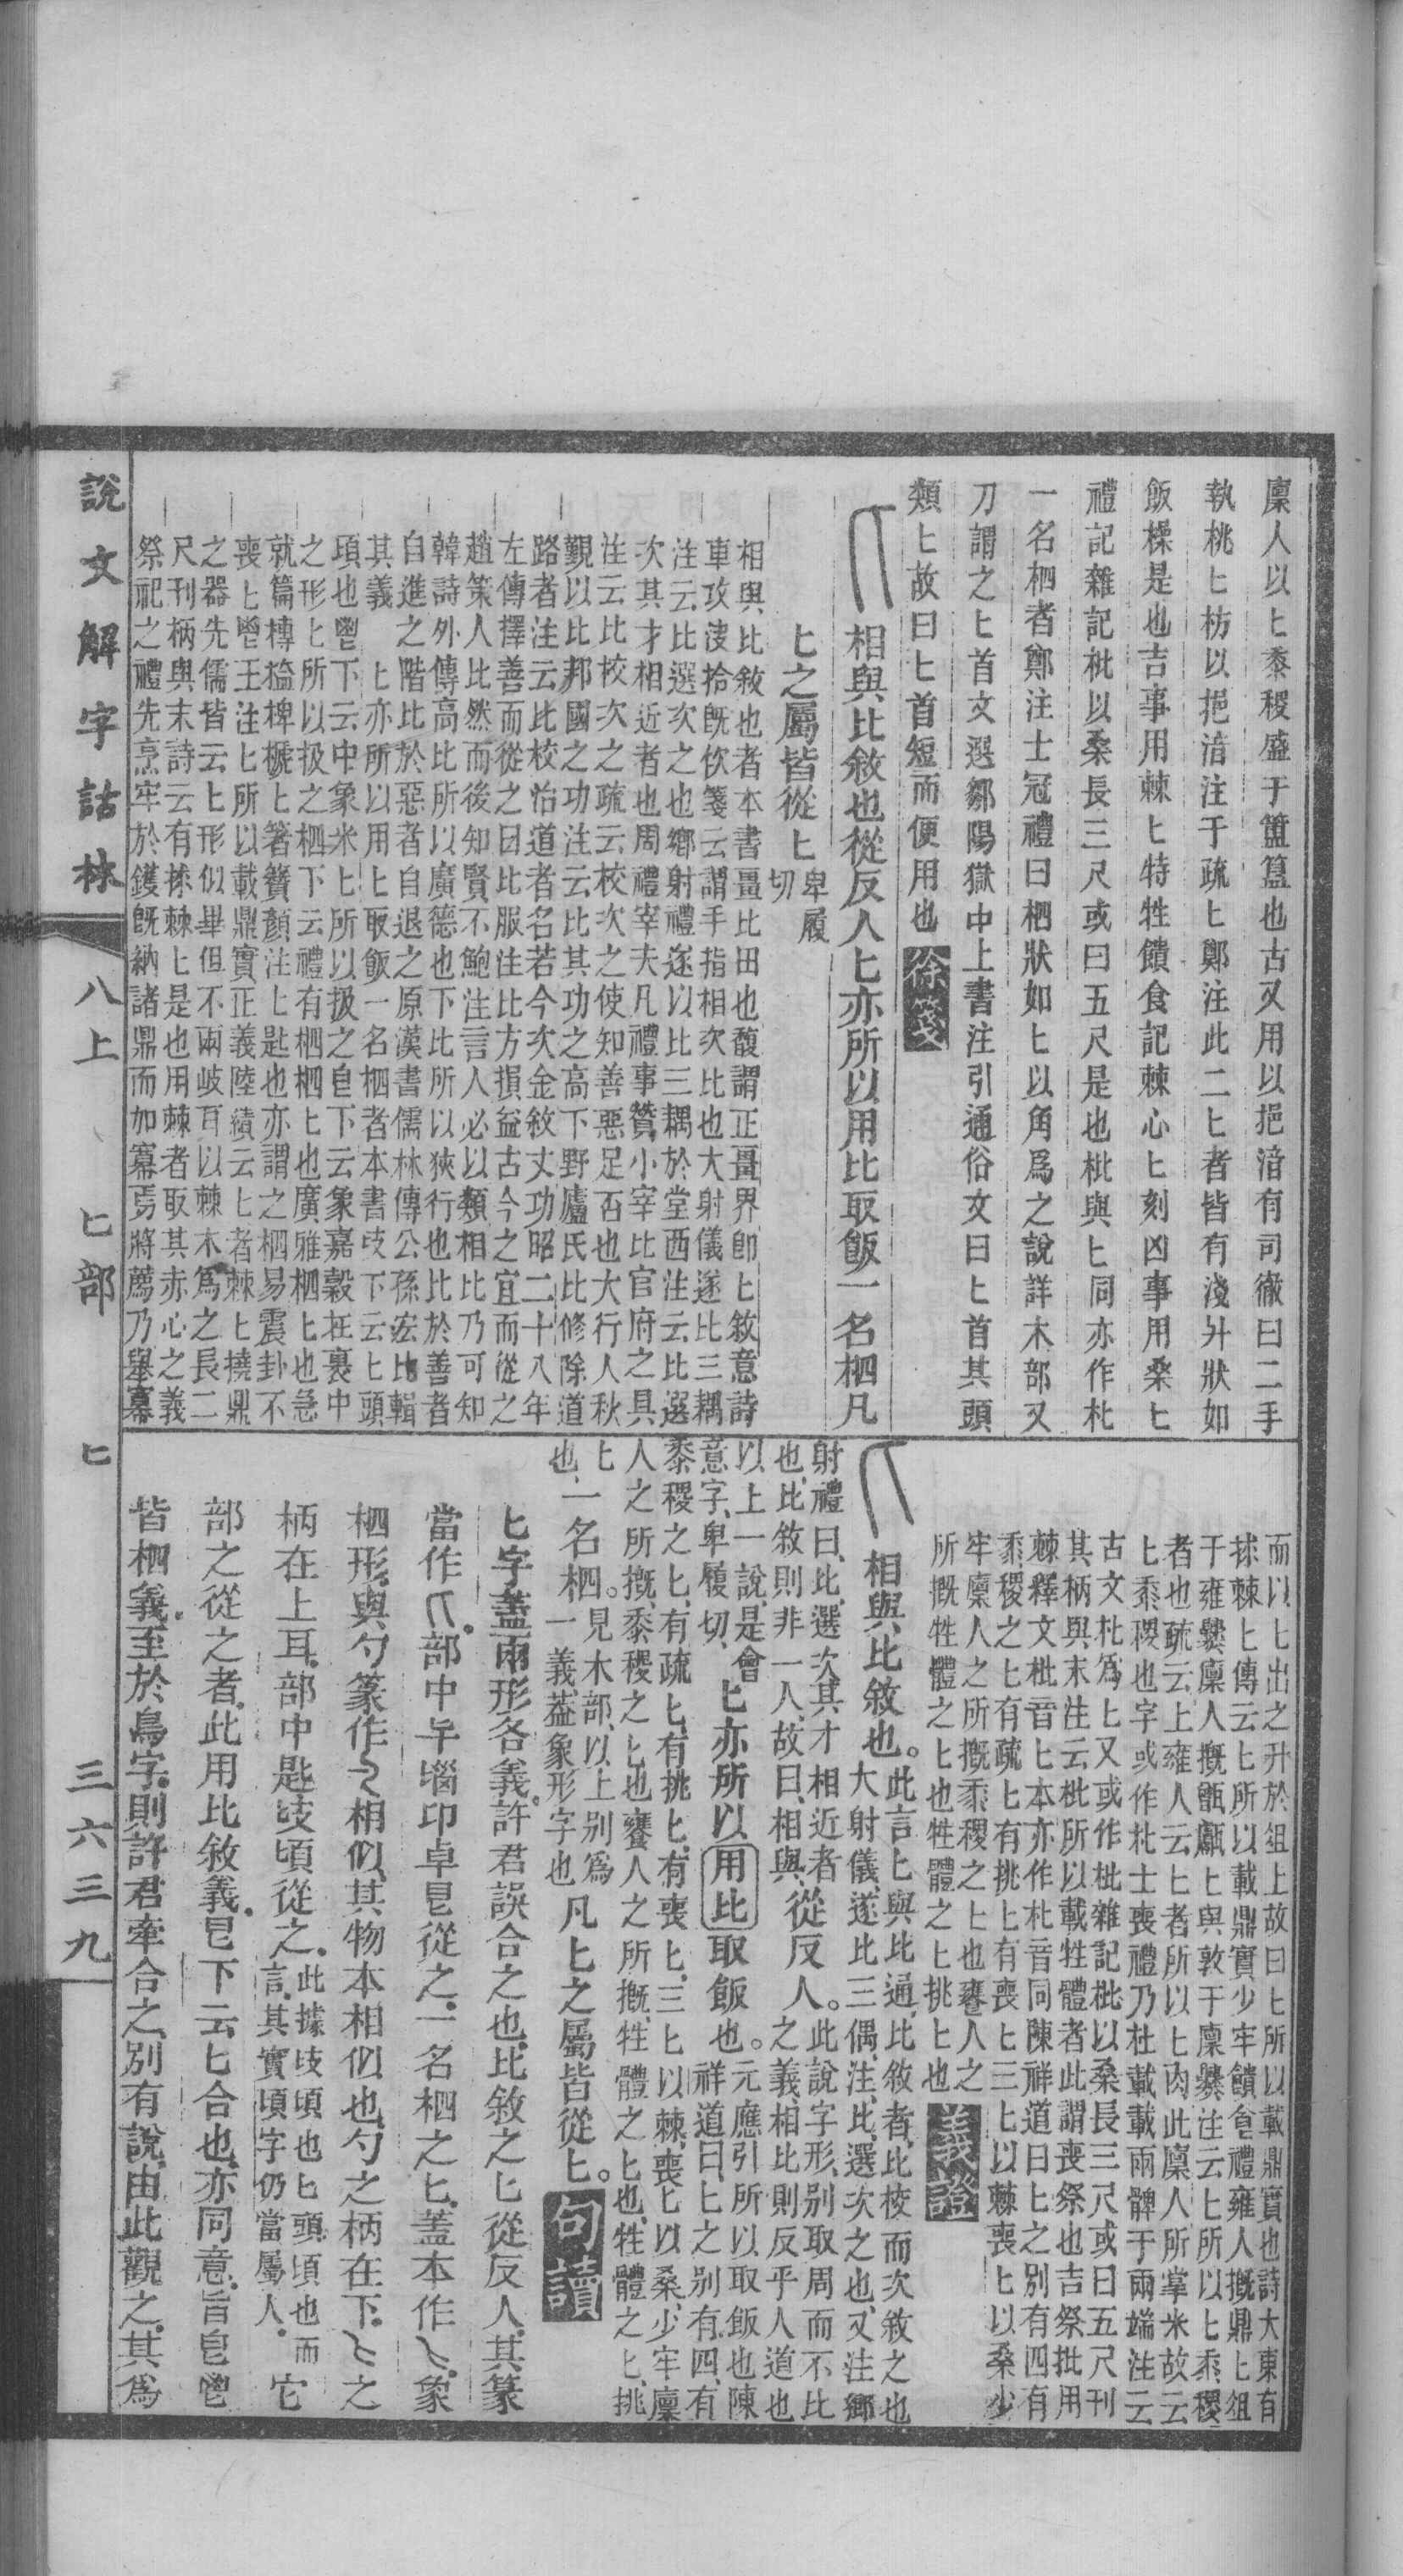 廩人以匕黍稷盛于簠簋也古又用以挹湇有司徹曰二手
執桃匕枋以挹湇注于疏匕鄭注此二匕者皆有淺升狀如
飯橾是也吉事用棘匕特牲饋食記棘心匕刻凶事用桑匕
禮記雜記枇以桑長三尺或曰五尺是也枇與匕同亦作朼
一名柶者鄭注士冠禮曰柶狀如匕以角爲之說詳木部又
刀謂之匕首文選鄒陽獄中上書注引通俗文曰匕首其頭
類匕故曰匕首短而便用也 徐箋
相與比敘也從反人匕亦所以用比取飯一名柶凡
匕之屬皆從匕 卑履切
相與比敘也者本書畺比田也馥謂正畺界卽匕敘意詩
車攻決拾旣佽箋云謂手指相次比也大射儀遂比三耦
注云比選次之也鄉射禮遂以比三耦於堂西注云比選
次其才相近者也周禮宰夫凡禮事贊小宰比官府之具
注云比校次之疏云校次之使知善惡足否也大行人秋
覲以比邦國之功注云比其功之高下野廬氏比修除道
路者注云比校治道者名若今次金敘丈功昭二十八年
左傳擇善而從之曰比服注比方損益古今之宜而從之
趙策人比然而後知賢不鮑注言人必以類相比乃可知
韓詩外傳高比所以廣德也下比所以狹行也比於善者
自進之階比於惡者自退之原漢書儒林傳公孫宏比輯
其義 匕亦所以用匕取飯一名柶者本書歧下云匕頭
頃也鬯下云中象米匕所以扱之皀下云象嘉穀在裏中
之形匕所以扱之柶下云禮有柶柶匕也廣雅柶匕也急
就篇槫榼椑榹匕箸籫顏注匕匙也亦謂之柶易震卦不
喪匕鬯王注匕所以載鼎實正義陸績云匕者棘匕撓鼎
之器先儒皆云匕形似畢但不兩岐耳以棘木爲之長二
尺刊柄與末詩云有捄棘匕是也用棘者取其赤心之義
祭祀之禮先烹牢於鑊旣納諸鼎而加冪焉將薦乃舉冪
而以匕出之升於俎上故曰匕所以載鼎實也詩大東有
捄棘匕傳云匕所以載鼎實少牢饋食禮雍人摡鼎匕俎
于雍爨廩人摡甑甗匕與敦于廩爨注云匕所以匕黍稷
者也疏云上雍人云匕者所以匕肉此廩人所掌米故云
匕黍稷也字或作朼士喪禮乃朼載載兩髀于兩端注云
古文朼爲匕又或作枇雜記枇以桑長三尺或曰五尺刊
其柄與末注云枇所以載牲體者此謂喪祭也吉祭枇用
棘釋文枇音匕本亦作朼音同陳祥道曰匕之別有四有
黍稷之匕有疏匕有挑匕有喪匕三匕以棘喪匕以桑少
牢廩人之所摡黍稷之匕也饔人之
所摡牲體之匕也牲體之匕挑匕也 義證
相與比敘也。此言匕與比通、比敘者、比校而次敘之也
大射儀、遂比三偶、注、比、選次之也、又注鄉
射禮曰、比、選次其才相近者
也、比敘則非一人、故曰、相與、從反人。此說字形、別取周而不比
之義、相比則反乎人道也
以上一說、是會
意字、卑履切、匕亦所以用比取飯也。元應引所以取飯也陳
祥道曰、匕之別有四、有
黍稷之匕、有疏匕、有挑匕、有喪匕、三匕以棘、喪匕以桑、少牢廩
人之所摡、黍稷之匕也饔人之所摡、牲體之匕也、牲體之匕、挑
匕也、一名柶。見木部、以上別爲
一義、葢象形字也 凡匕之屬皆從匕。 句讀
匕字蓋兩形各義、許君誤合之也、比敘之匕從反人、其篆
當作、部中𠤏𡺸卬卓皀從之、一名柶之匕、蓋本作、象
柶形、與勺篆作相似、其物本相似也、勺之柄在下、之
柄在上耳、部中匙歧頃從之、此據歧頃也匕頭頃也而言、其實頃字仍當屬人、它
部之從之者、此用比敘義、皀下云、匕合也、亦同意、旨皀鬯
皆柶義、至於鳥字、則許君牽合之、別有說、由此觀之、其爲
說文解字詁林 八上 匕部 匕 三六三九